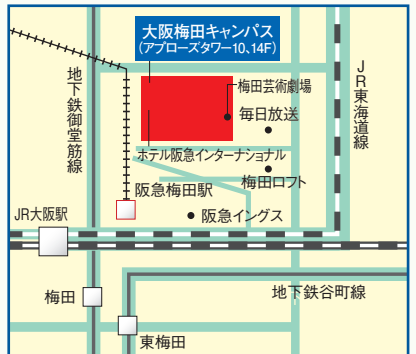 大阪梅田キャンパス
(アプローズタワー10、14F)
地下鉄御堂筋線
梅田芸術劇場
毎日放送
JR東海道線
ホテル阪急インターナショナル
阪急梅田駅
梅田ロフト
JR大阪駅
阪急イングス
梅田
地下鉄谷町線
東梅田